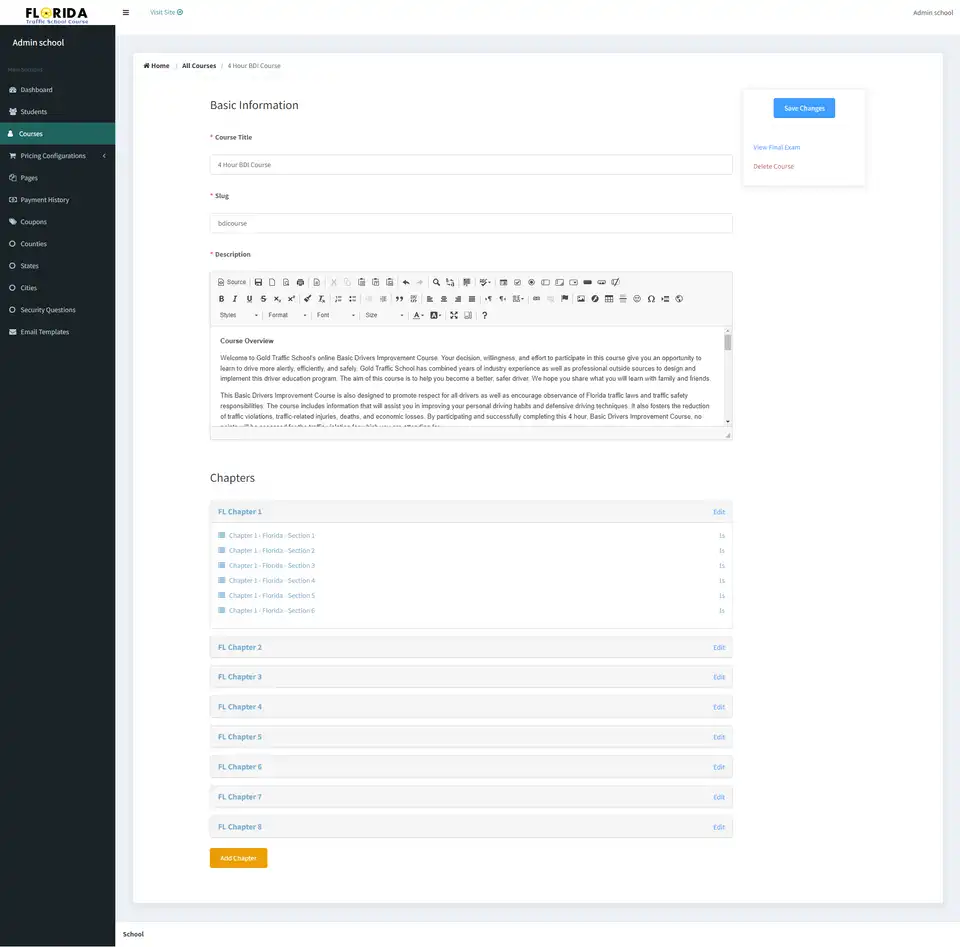 FLORIDA
Traffic School Course
Visit Site
Admin school
Admin school
Dashboard
Students
Courses
Pricing Configurations
Pages
Payment History
Coupons
Counties
States
Cities
Security Questions
Email Templates
Home / All Courses / 4 Hour BDI Course
Basic Information
* Course Title
4 Hour BDI Course
* Slug
bdicourse
* Description
Source
Styles Format Font Size
Course Overview
Welcome to Gold Traffic School's online Basic Drivers Improvement Course. Your decision, willingness, and effort to participate in this course give you an opportunity to
learn to drive more alertly, efficiently, and safely. Gold Traffic School has combined years of industry experience as well as professional outside sources to design and
implement this driver education program. The aim of this course is to help you become a better, safer driver. We hope you share what you will learn with family and friends.
This Basic Drivers Improvement Course is also designed to promote respect for all drivers as well as encourage observance of Florida traffic laws and traffic safety
responsibilities. The course includes information that will assist you in improving your personal driving habits and defensive driving techniques. It also fosters the reduction
of traffic violations, traffic-related injuries, deaths, and economic losses. By participating and successfully completing this 4 hour, Basic Drivers Improvement Course, no
points will be assessed for the traffic violation for which you are attending for.
Save Changes
View Final Exam
Delete Course
Chapters
FL Chapter 1 Edit
Chapter 1 - Florida - Section 1 1s
Chapter 1 - Florida - Section 2 1s
Chapter 1 - Florida - Section 3 1s
Chapter 1 - Florida - Section 4 1s
Chapter 1 - Florida - Section 5 1s
Chapter 1 - Florida - Section 6 1s
FL Chapter 2 Edit
FL Chapter 3 Edit
FL Chapter 4 Edit
FL Chapter 5 Edit
FL Chapter 6 Edit
FL Chapter 7 Edit
FL Chapter 8 Edit
Add Chapter
School